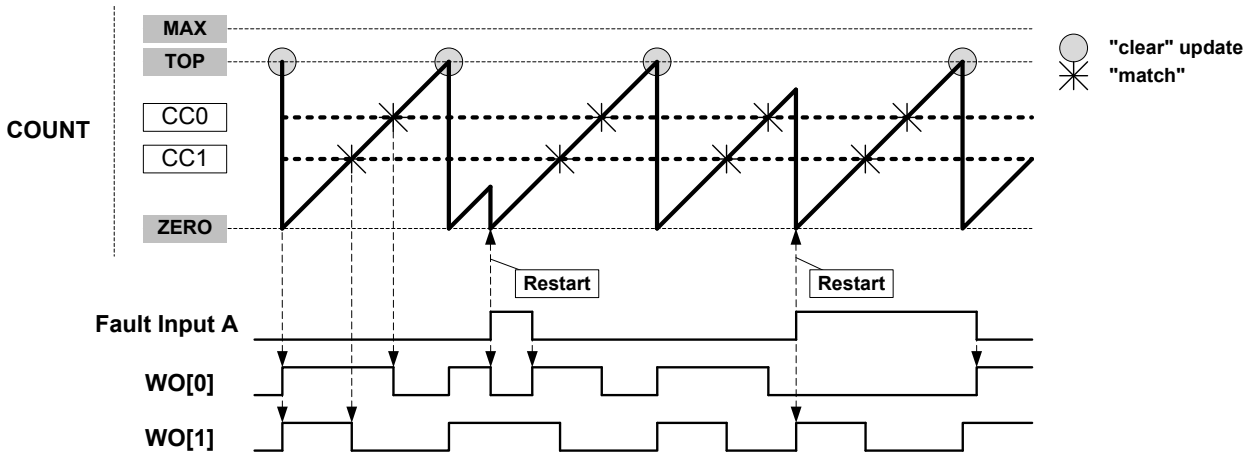 MAX
TOP
"clear" update
"match"
CC0
COUNT
CC1
ZERO
Restart
Restart
Fault Input A
WO[0]
WO[1]